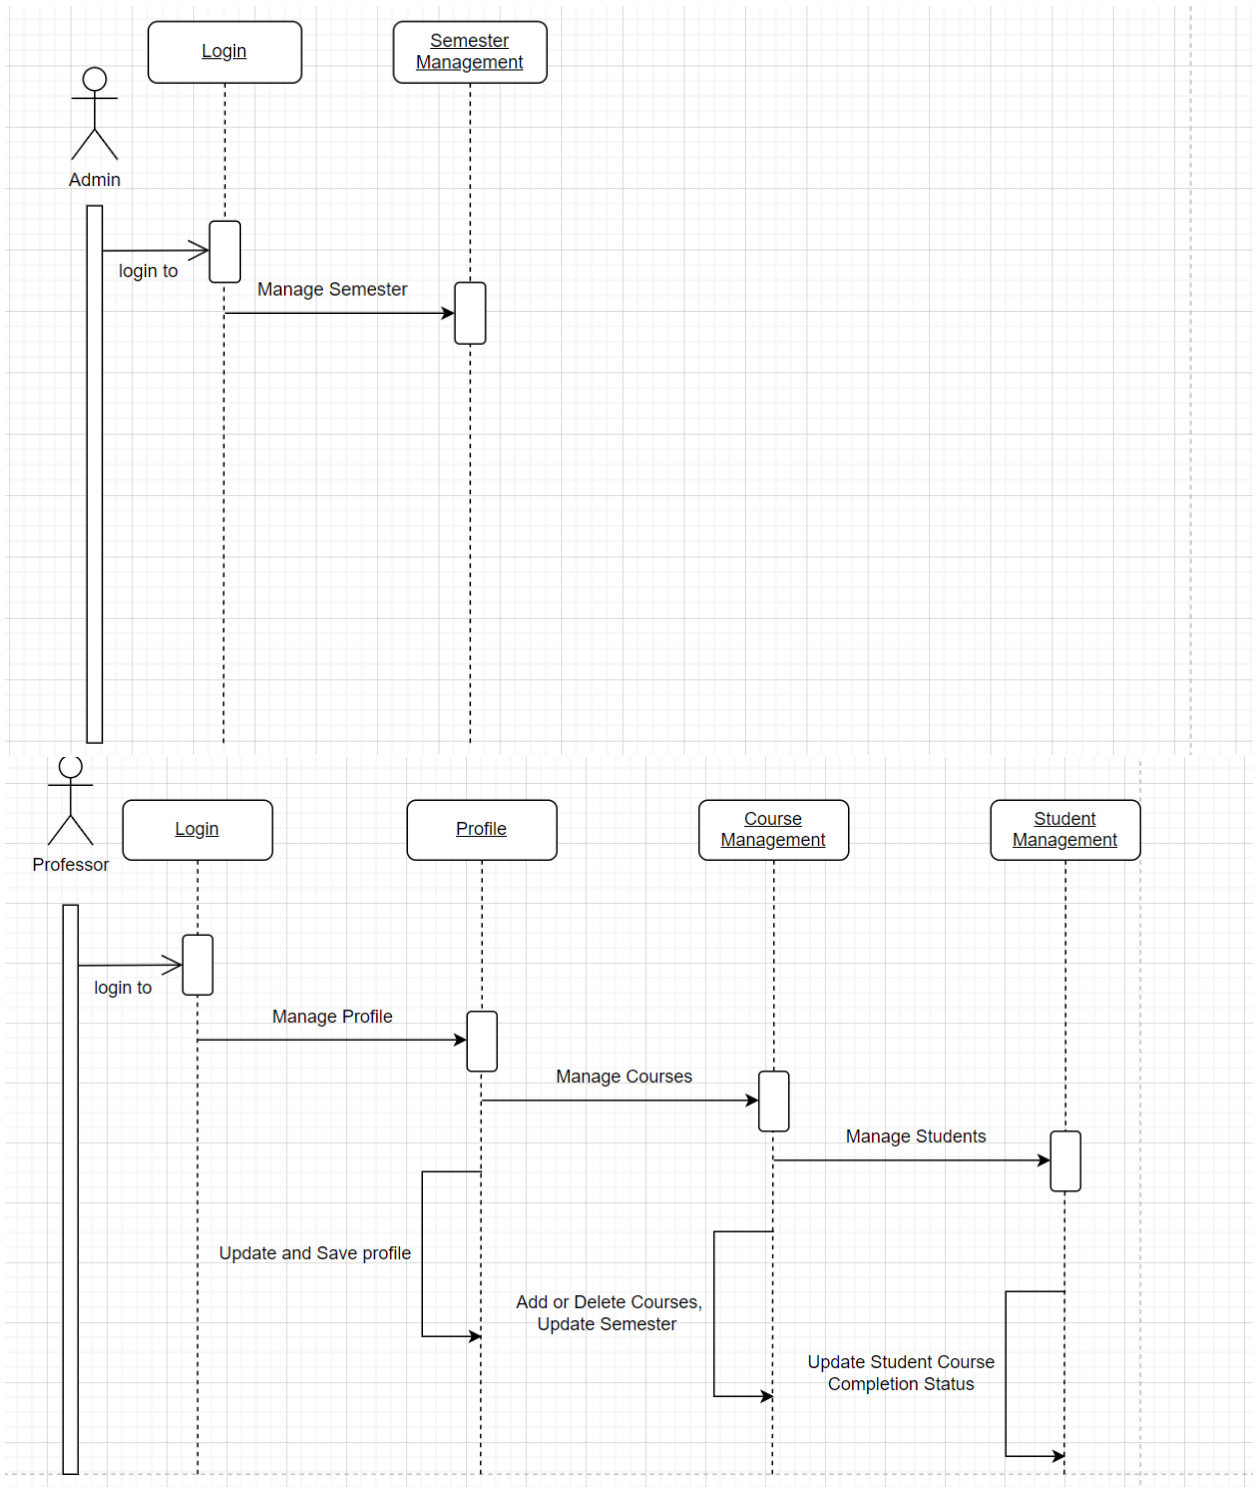 Login
Semester
Management
Admin
login to
Manage Semester
Professor
Login
Profile
Course
Management
Student
Management
login to
Manage Profile
Manage Courses
Manage Students
Update and Save profile
Add or Delete Courses,
Update Semester
Update Student Course
Completion Status